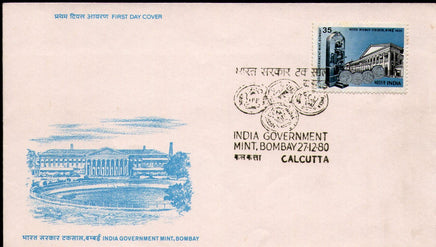 प्रथम दिवस आवरण FIRST DAY COVER
35
भारत INDIA
भारत सरकार
INDIA GOVERNMENT
MINT, BOMBAY 27.12.80
कलकत्ता CALCUTTA
भारत सरकार टकसाल, बम्बई INDIA GOVERNMENT MINT, BOMBAY